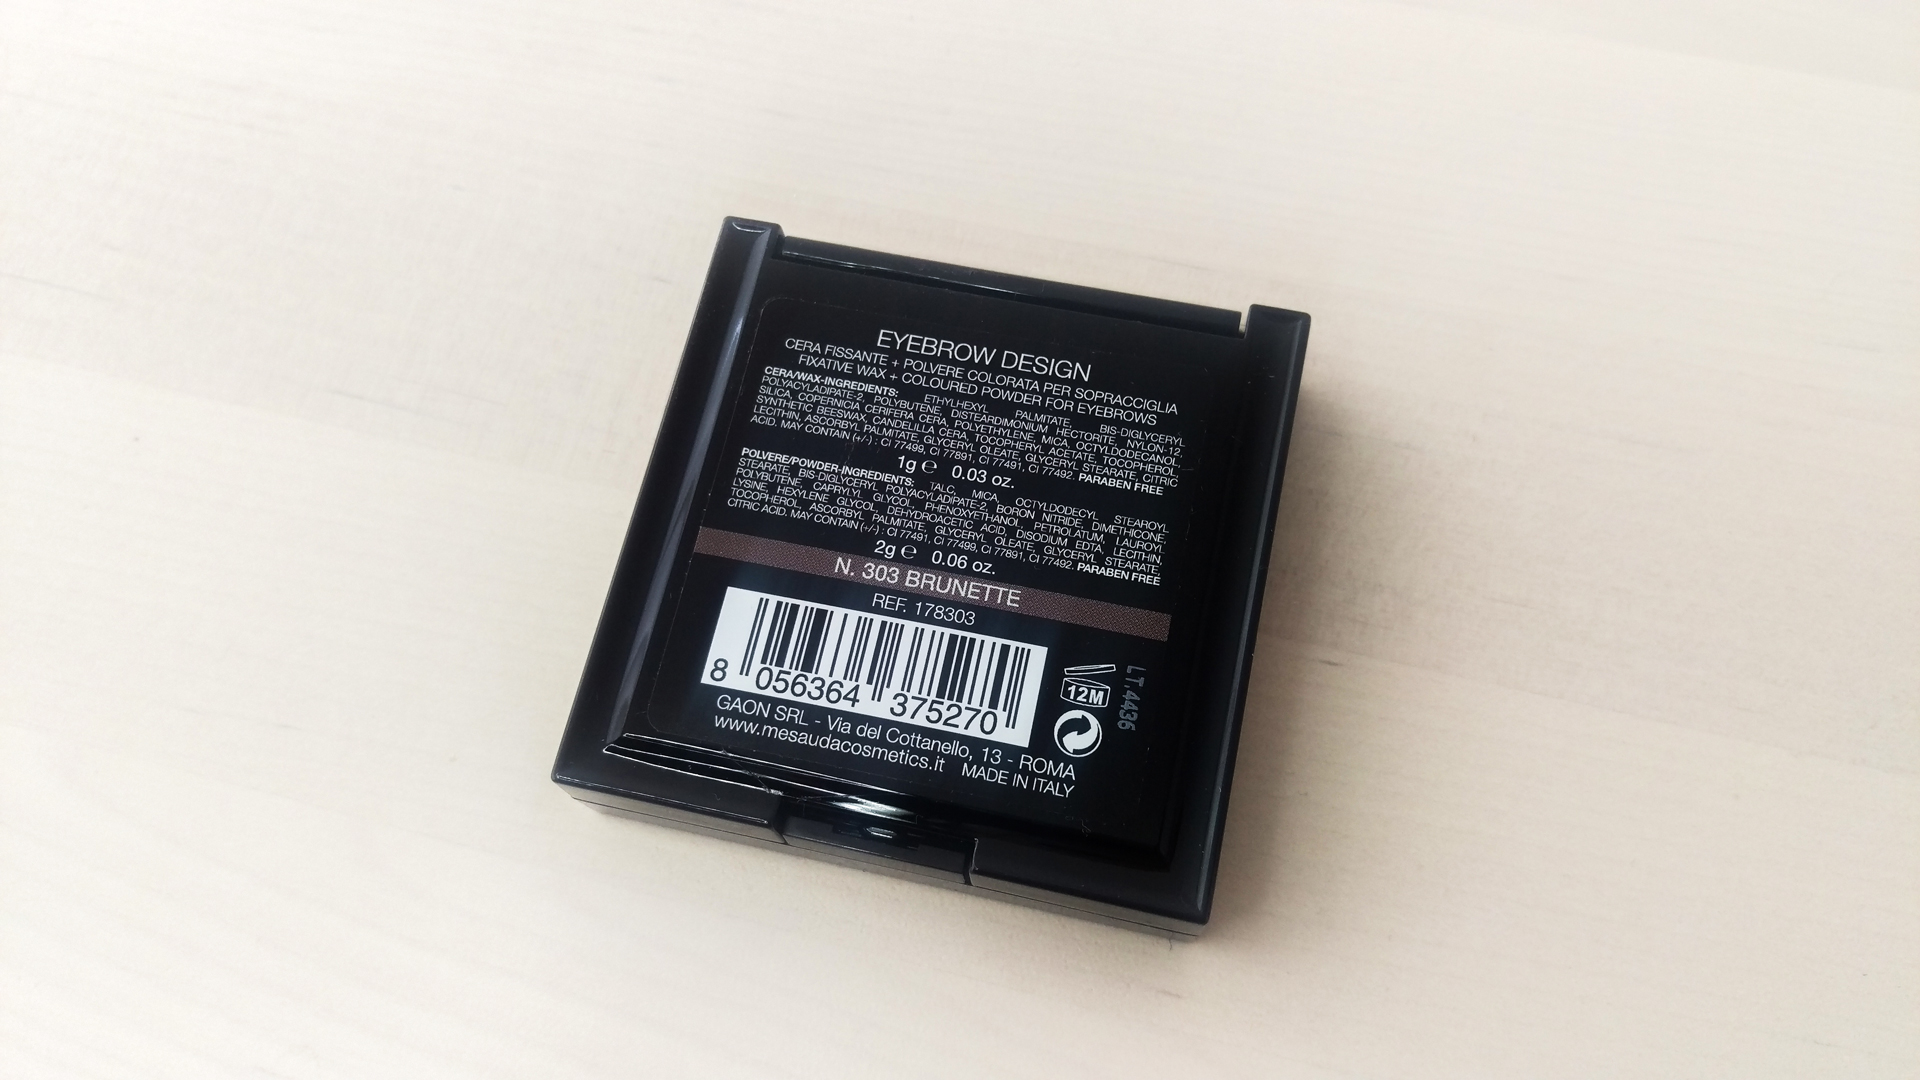 EYEBROW DESIGN
CERA FISSANTE + POLVERE COLORATA PER SOPRACCIGLIA
FIXATIVE WAX + COLOURED POWDER FOR EYEBROWS
CERA/WAX-INGREDIENTS: ETHYLHEXYL PALMITATE, BIS-DIGLYCERYL
POLYACYLADIPATE-2, POLYBUTENE, DISTEARDIMONIUM HECTORITE, NYLON-12,
SILICA, COPERNICIA CERIFERA CERA, POLYETHYLENE, MICA, OCTYLDODECANOL,
SYNTHETIC BEESWAX, CANDELILLA CERA, TOCOPHERYL ACETATE, TOCOPHEROL,
LECITHIN, ASCORBYL PALMITATE, GLYCERYL OLEATE, GLYCERYL STEARATE, CITRIC
ACID. MAY CONTAIN (+/-) : CI 77499, CI 77891, CI 77491, CI 77492. PARABEN FREE
1g ℮ 0.03 oz.
POLVERE/POWDER-INGREDIENTS: TALC, MICA, OCTYLDODECYL STEAROYL
STEARATE, BIS-DIGLYCERYL POLYACYLADIPATE-2, BORON NITRIDE, DIMETHICONE,
POLYBUTENE, CAPRYLYL GLYCOL, PHENOXYETHANOL, PETROLATUM, LAUROYL
LYSINE, HEXYLENE GLYCOL, DEHYDROACETIC ACID, DISODIUM EDTA, LECITHIN,
TOCOPHEROL, ASCORBYL PALMITATE, GLYCERYL OLEATE, GLYCERYL STEARATE,
CITRIC ACID. MAY CONTAIN (+/-) : CI 77491, CI 77499, CI 77891, CI 77492. PARABEN FREE
2g ℮ 0.06 oz.
N. 303 BRUNETTE
REF. 178303
8 056364 375270
12M
LT.4436
GAON SRL - Via del Cottanello, 13 - ROMA
www.mesaudacosmetics.it MADE IN ITALY